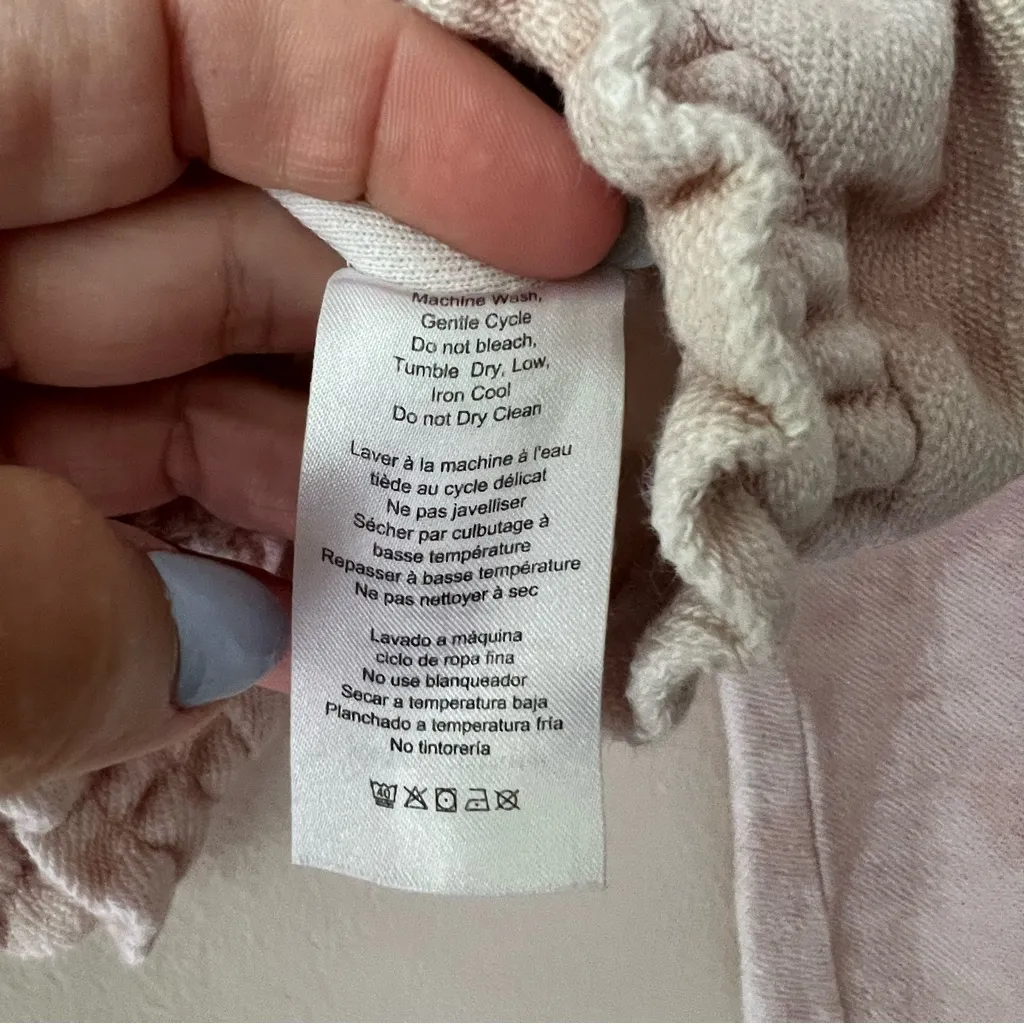 Machine Wash,
Gentle Cycle
Do not bleach,
Tumble Dry, Low,
Iron Cool
Do not Dry Clean
Laver à la machine à l'eau
tiède au cycle délicat
Ne pas javelliser
Sécher par culbutage à
basse température
Repasser à basse température
Ne pas nettoyer à sec
Lavado a máquina
ciclo de ropa fina
No use blanqueador
Secar a temperatura baja
Planchado a temperatura fría
No tintorería
40